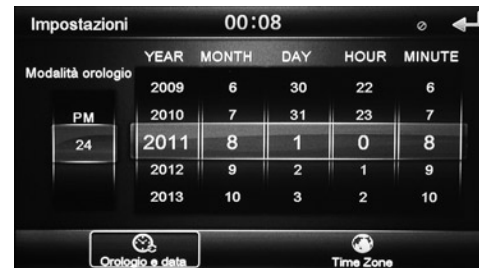 Impostazioni 00:08
YEAR MONTH DAY HOUR MINUTE
Modalità orologio
2009 6 30 22 6
PM 2010 7 31 23 7
24 2011 8 1 0 8
2012 9 2 1 9
2013 10 3 2 10
Orologio e data Time Zone